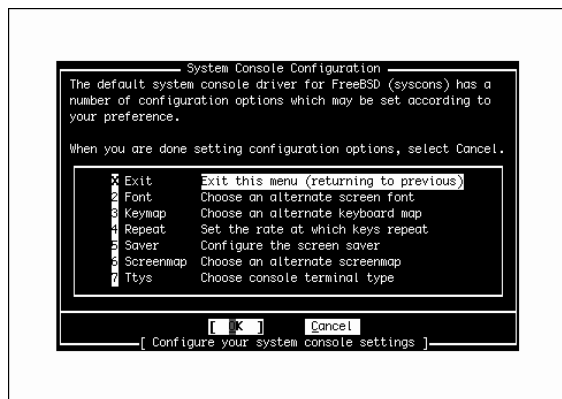 System Console Configuration
The default system console driver for FreeBSD (syscons) has a
number of configuration options which may be set according to
your preference.
When you are done setting configuration options, select Cancel.
X Exit Exit this menu (returning to previous)
2 Font Choose an alternate screen font
3 Keymap Choose an alternate keyboard map
4 Repeat Set the rate at which keys repeat
5 Saver Configure the screen saver
6 Screenmap Choose an alternate screenmap
7 Ttys Choose console terminal type
[ OK ] Cancel
[ Configure your system console settings ]